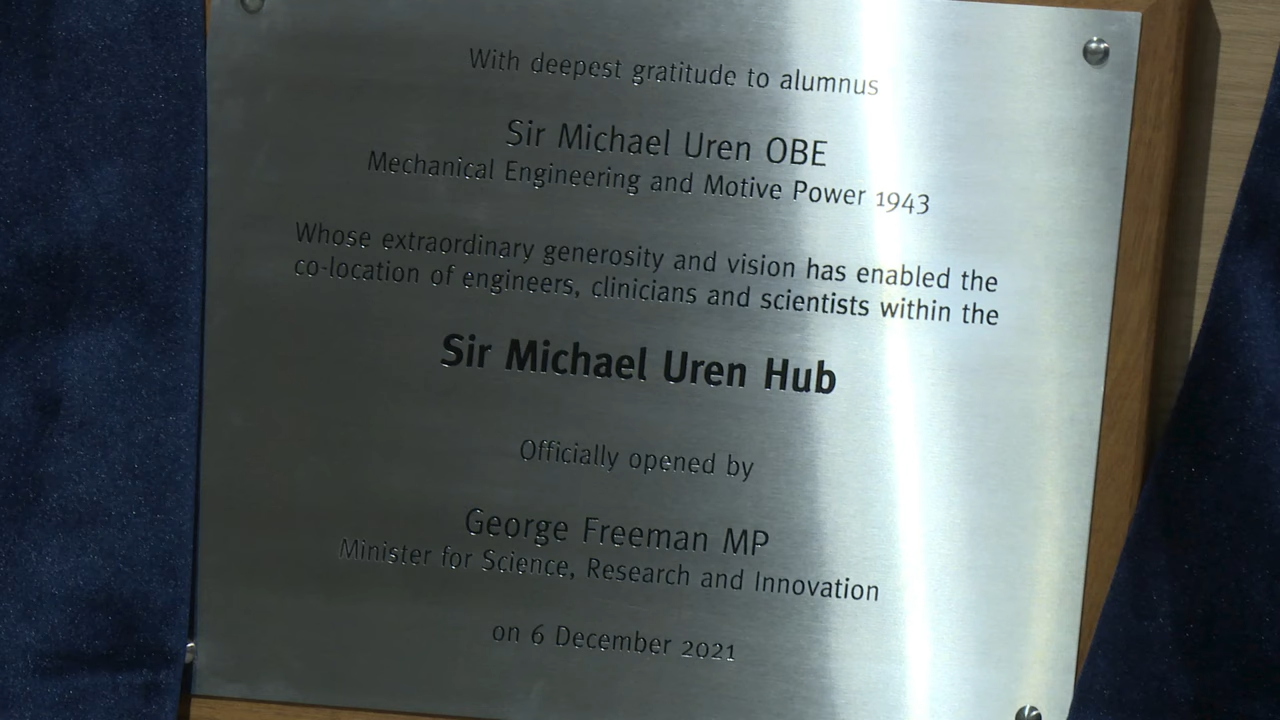 With deepest gratitude to alumnus
Sir Michael Uren OBE
Mechanical Engineering and Motive Power 1943
Whose extraordinary generosity and vision has enabled the
co-location of engineers, clinicians and scientists within the
Sir Michael Uren Hub
Officially opened by
George Freeman MP
Minister for Science, Research and Innovation
on 6 December 2021